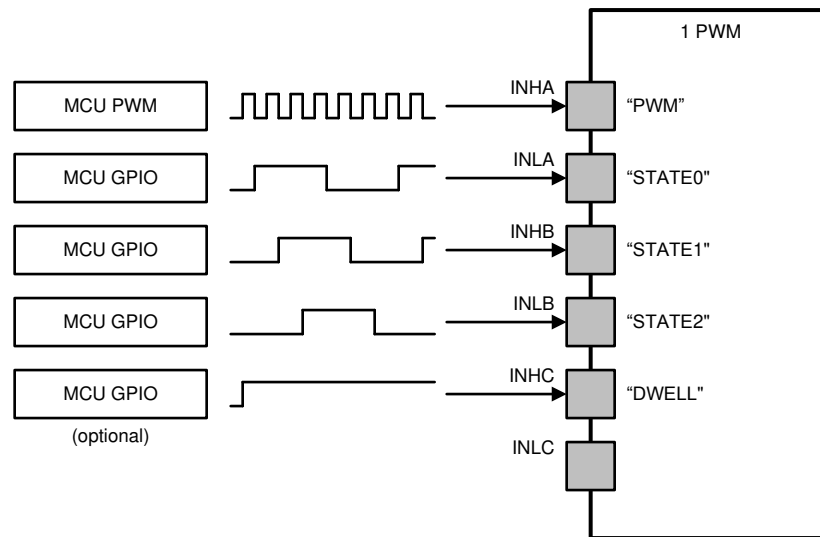 1 PWM
MCU PWM
INHA
“PWM”
MCU GPIO
INLA
“STATE0"
MCU GPIO
INHB
“STATE1"
MCU GPIO
INLB
“STATE2"
MCU GPIO
INHC
“DWELL"
(optional)
INLC